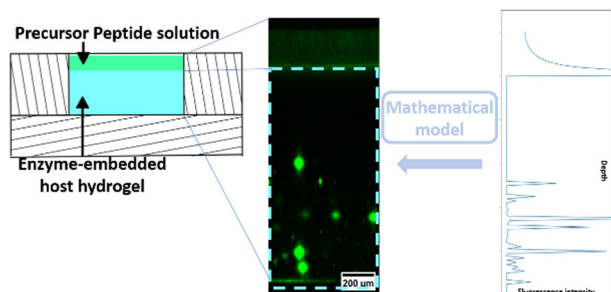 Precursor Peptide solution
Enzyme-embedded
host hydrogel
200 um
Mathematical
model
Depth
Fluorescence intensity